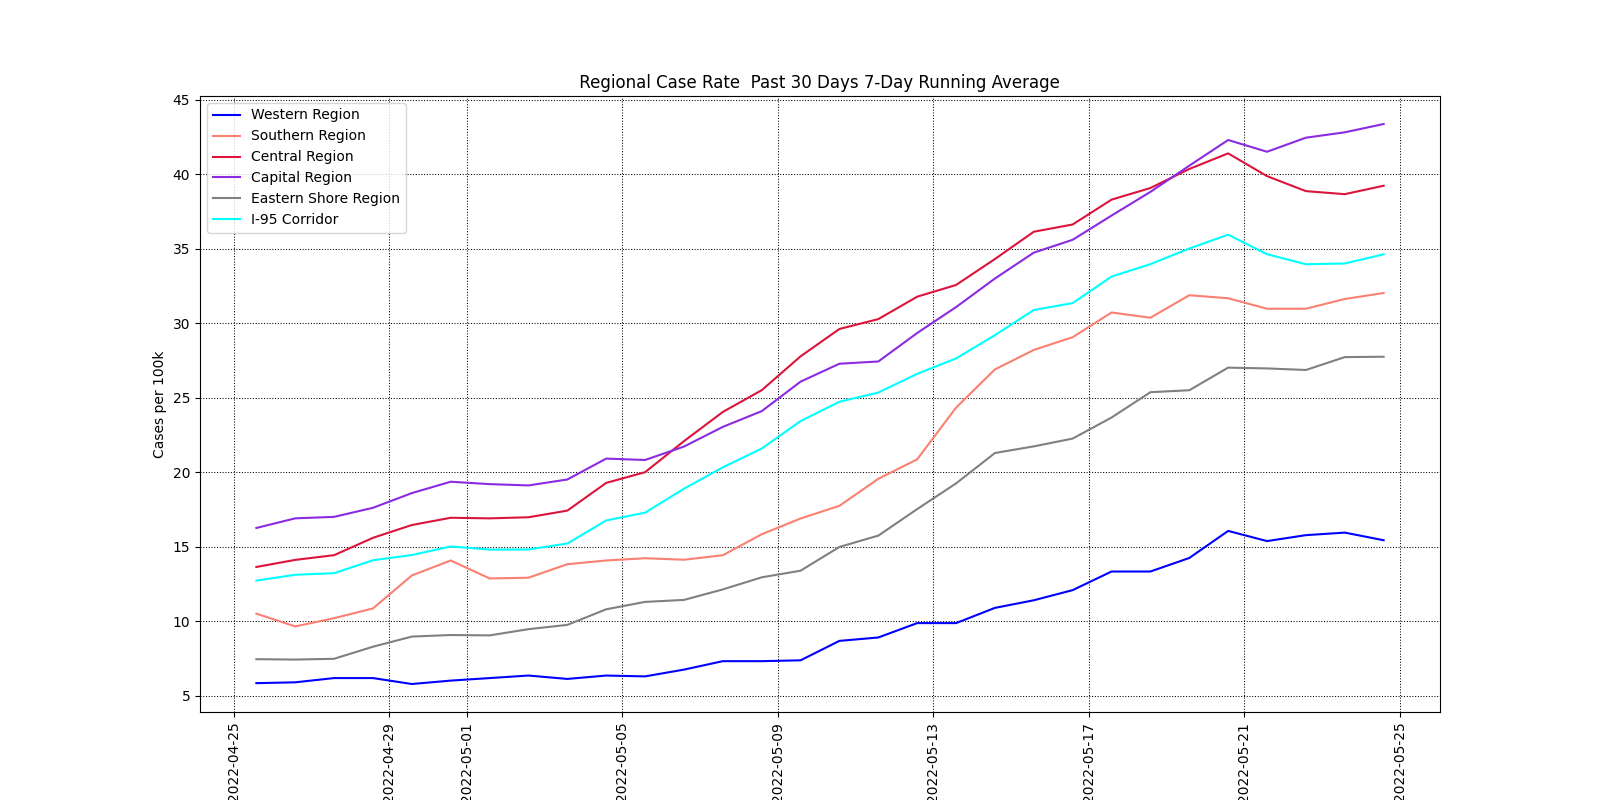 Regional Case Rate  Past 30 Days 7-Day Running Average
45
40
35
30
25
20
15
10
5
Cases per 100k
Western Region
Southern Region
Central Region
Capital Region
Eastern Shore Region
I-95 Corridor
2022-04-25
2022-04-29
2022-05-01
2022-05-05
2022-05-09
2022-05-13
2022-05-17
2022-05-21
2022-05-25